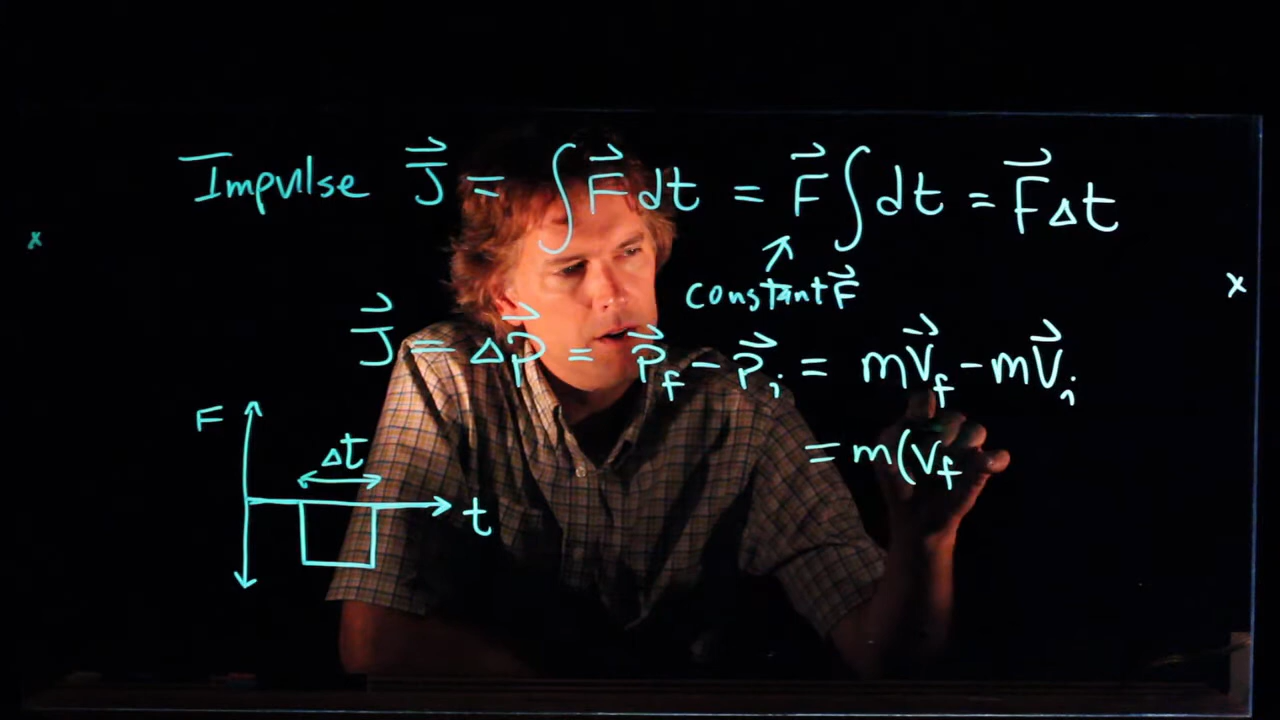 Impulse J⃗ = ∫F⃗dt = F⃗∫dt = F⃗Δt
x
x
constant F⃗
J⃗ = ΔP⃗ = P⃗f - P⃗i = mV⃗f - mV⃗i
= m(Vf
F
Δt
t